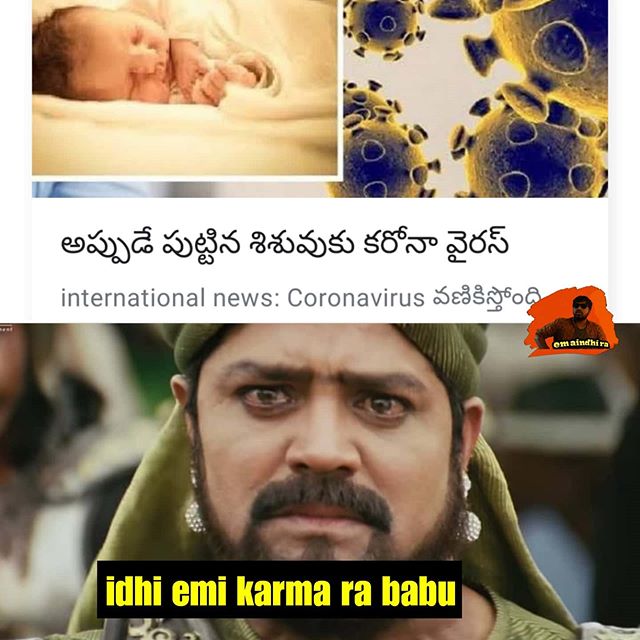 అప్పుడే పుట్టిన శిశువుకు కరోనా వైరస్
international news: Coronavirus వణికిస్తోంది
emaindhira
idhi emi karma ra babu